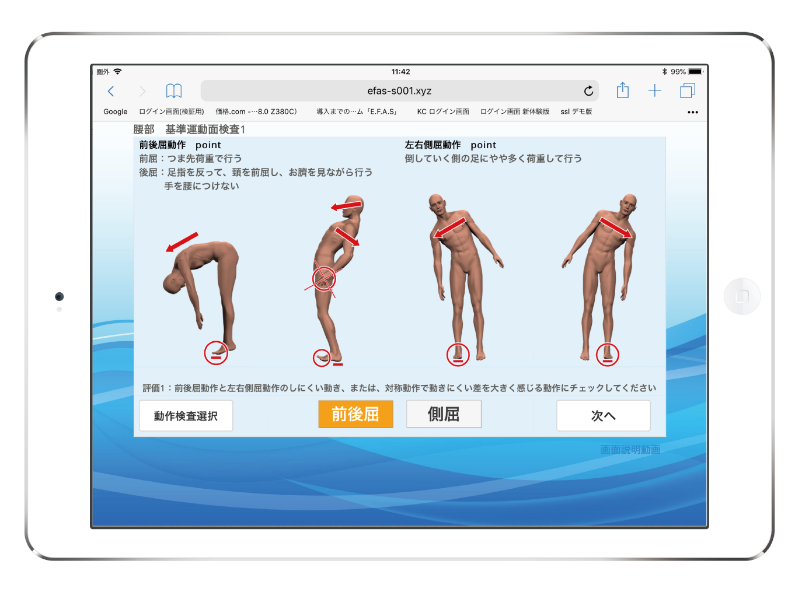 圏外
11:42
99%
efas-s001.xyz
Google
ログイン画面(検証用)
価格.com -…8.0 Z380C)
導入までの…ム「E.F.A.S」
KC ログイン画面
ログイン画面 新体験版
ssl デモ版
腰部　基準運動面検査1
前後屈動作　point
前屈：つま先荷重で行う
後屈：足指を反って、頭を前屈し、お臍を見ながら行う
手を腰につけない
左右側屈動作　point
倒していく側の足にやや多く荷重して行う
評価1：前後屈動作と左右側屈動作のしにくい動き、または、対称動作で動きにくい差を大きく感じる動作にチェックしてください
動作検査選択
前後屈
側屈
次へ
画面説明動画